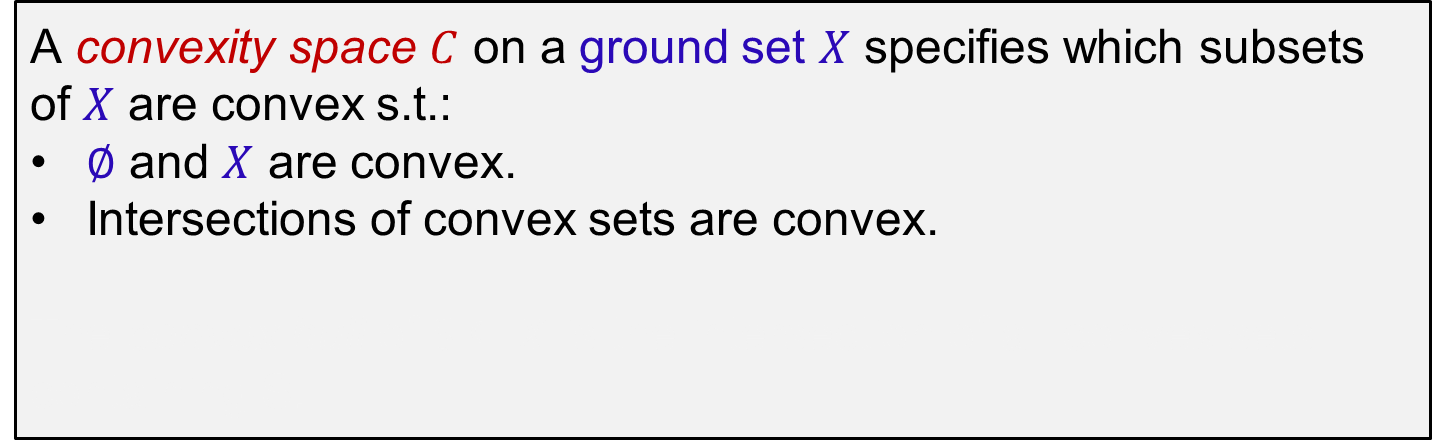 A convexity space C on a ground set X specifies which subsets
of X are convex s.t.:
• ∅ and X are convex.
• Intersections of convex sets are convex.